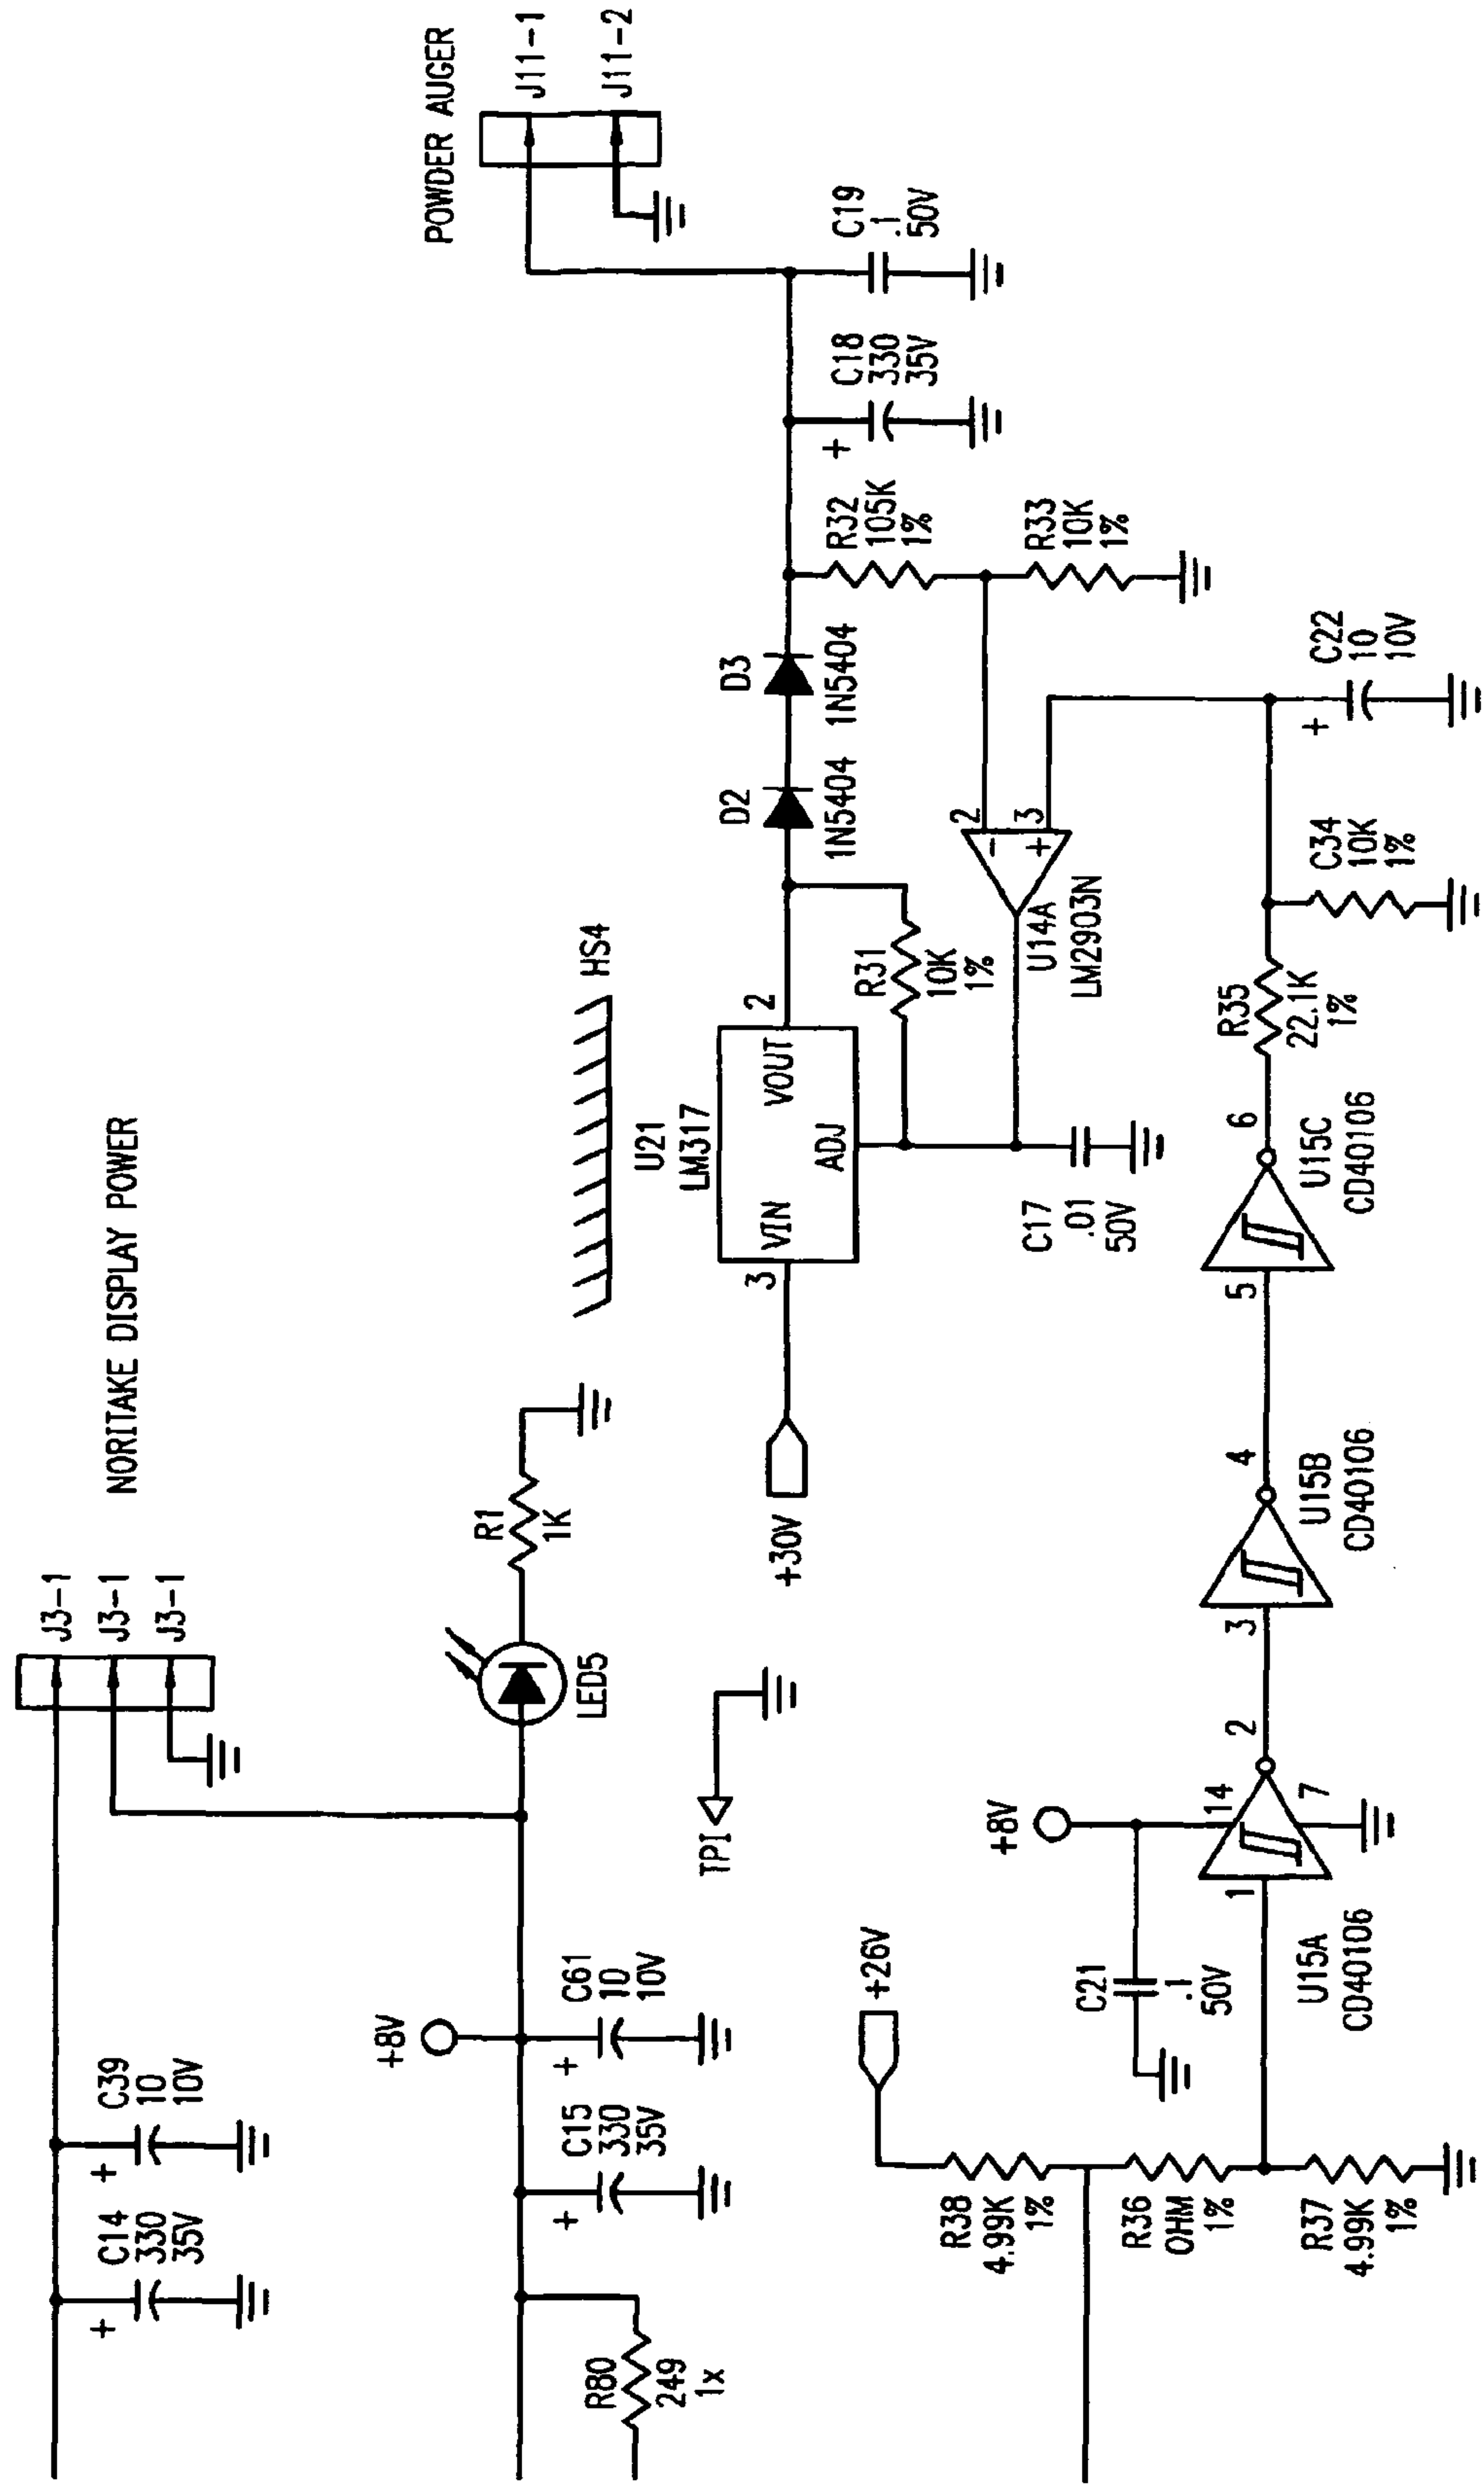 NORITAKE DISPLAY POWER
J3-1
J3-1
J3-1
+
C14
330
35V
+
C39
10
10V
+8V
R80
249
1x
+
C15
330
35V
+
C61
10
10V
LED5
R1
1K
TPI
POWDER AUGER
J11-1
J11-2
HS4
U21
LM317
+30V
3
VIN
VOUT
2
ADJ
D2
1N5404
D3
1N5404
R31
10K
1%
R32
105K
1%
+
C18
330
35V
C19
.1
50V
R33
10K
1%
2
-
3
+
U14A
LM2903N
C17
.01
50V
+26V
R38
4.99K
1%
R36
0HM
1%
R37
4.99K
1%
+8V
C21
.1
50V
1
14
2
7
U15A
CD40106
3
4
U15B
CD40106
5
6
U15C
CD40106
R35
22.1K
1%
C34
10K
1%
+
C22
10
10V